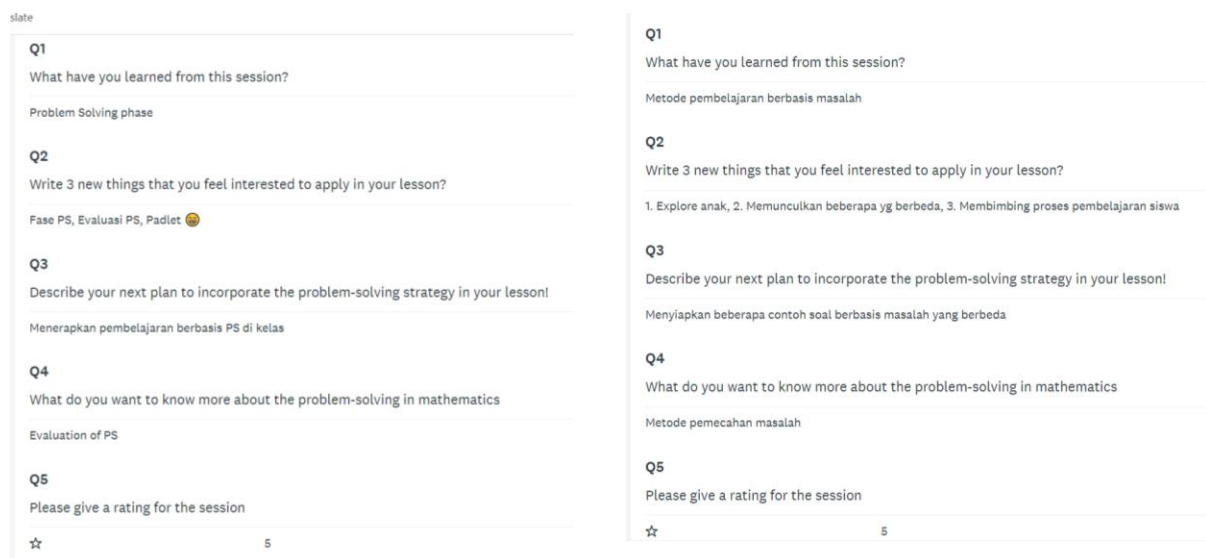 slate
Q1
What have you learned from this session?
Problem Solving phase
Q2
Write 3 new things that you feel interested to apply in your lesson?
Fase PS, Evaluasi PS, Padlet 😁
Q3
Describe your next plan to incorporate the problem-solving strategy in your lesson!
Menerapkan pembelajaran berbasis PS di kelas
Q4
What do you want to know more about the problem-solving in mathematics
Evaluation of PS
Q5
Please give a rating for the session
☆ 5
Q1
What have you learned from this session?
Metode pembelajaran berbasis masalah
Q2
Write 3 new things that you feel interested to apply in your lesson?
1. Explore anak, 2. Memunculkan beberapa yg berbeda, 3. Membimbing proses pembelajaran siswa
Q3
Describe your next plan to incorporate the problem-solving strategy in your lesson!
Menyiapkan beberapa contoh soal berbasis masalah yang berbeda
Q4
What do you want to know more about the problem-solving in mathematics
Metode pemecahan masalah
Q5
Please give a rating for the session
☆ 5